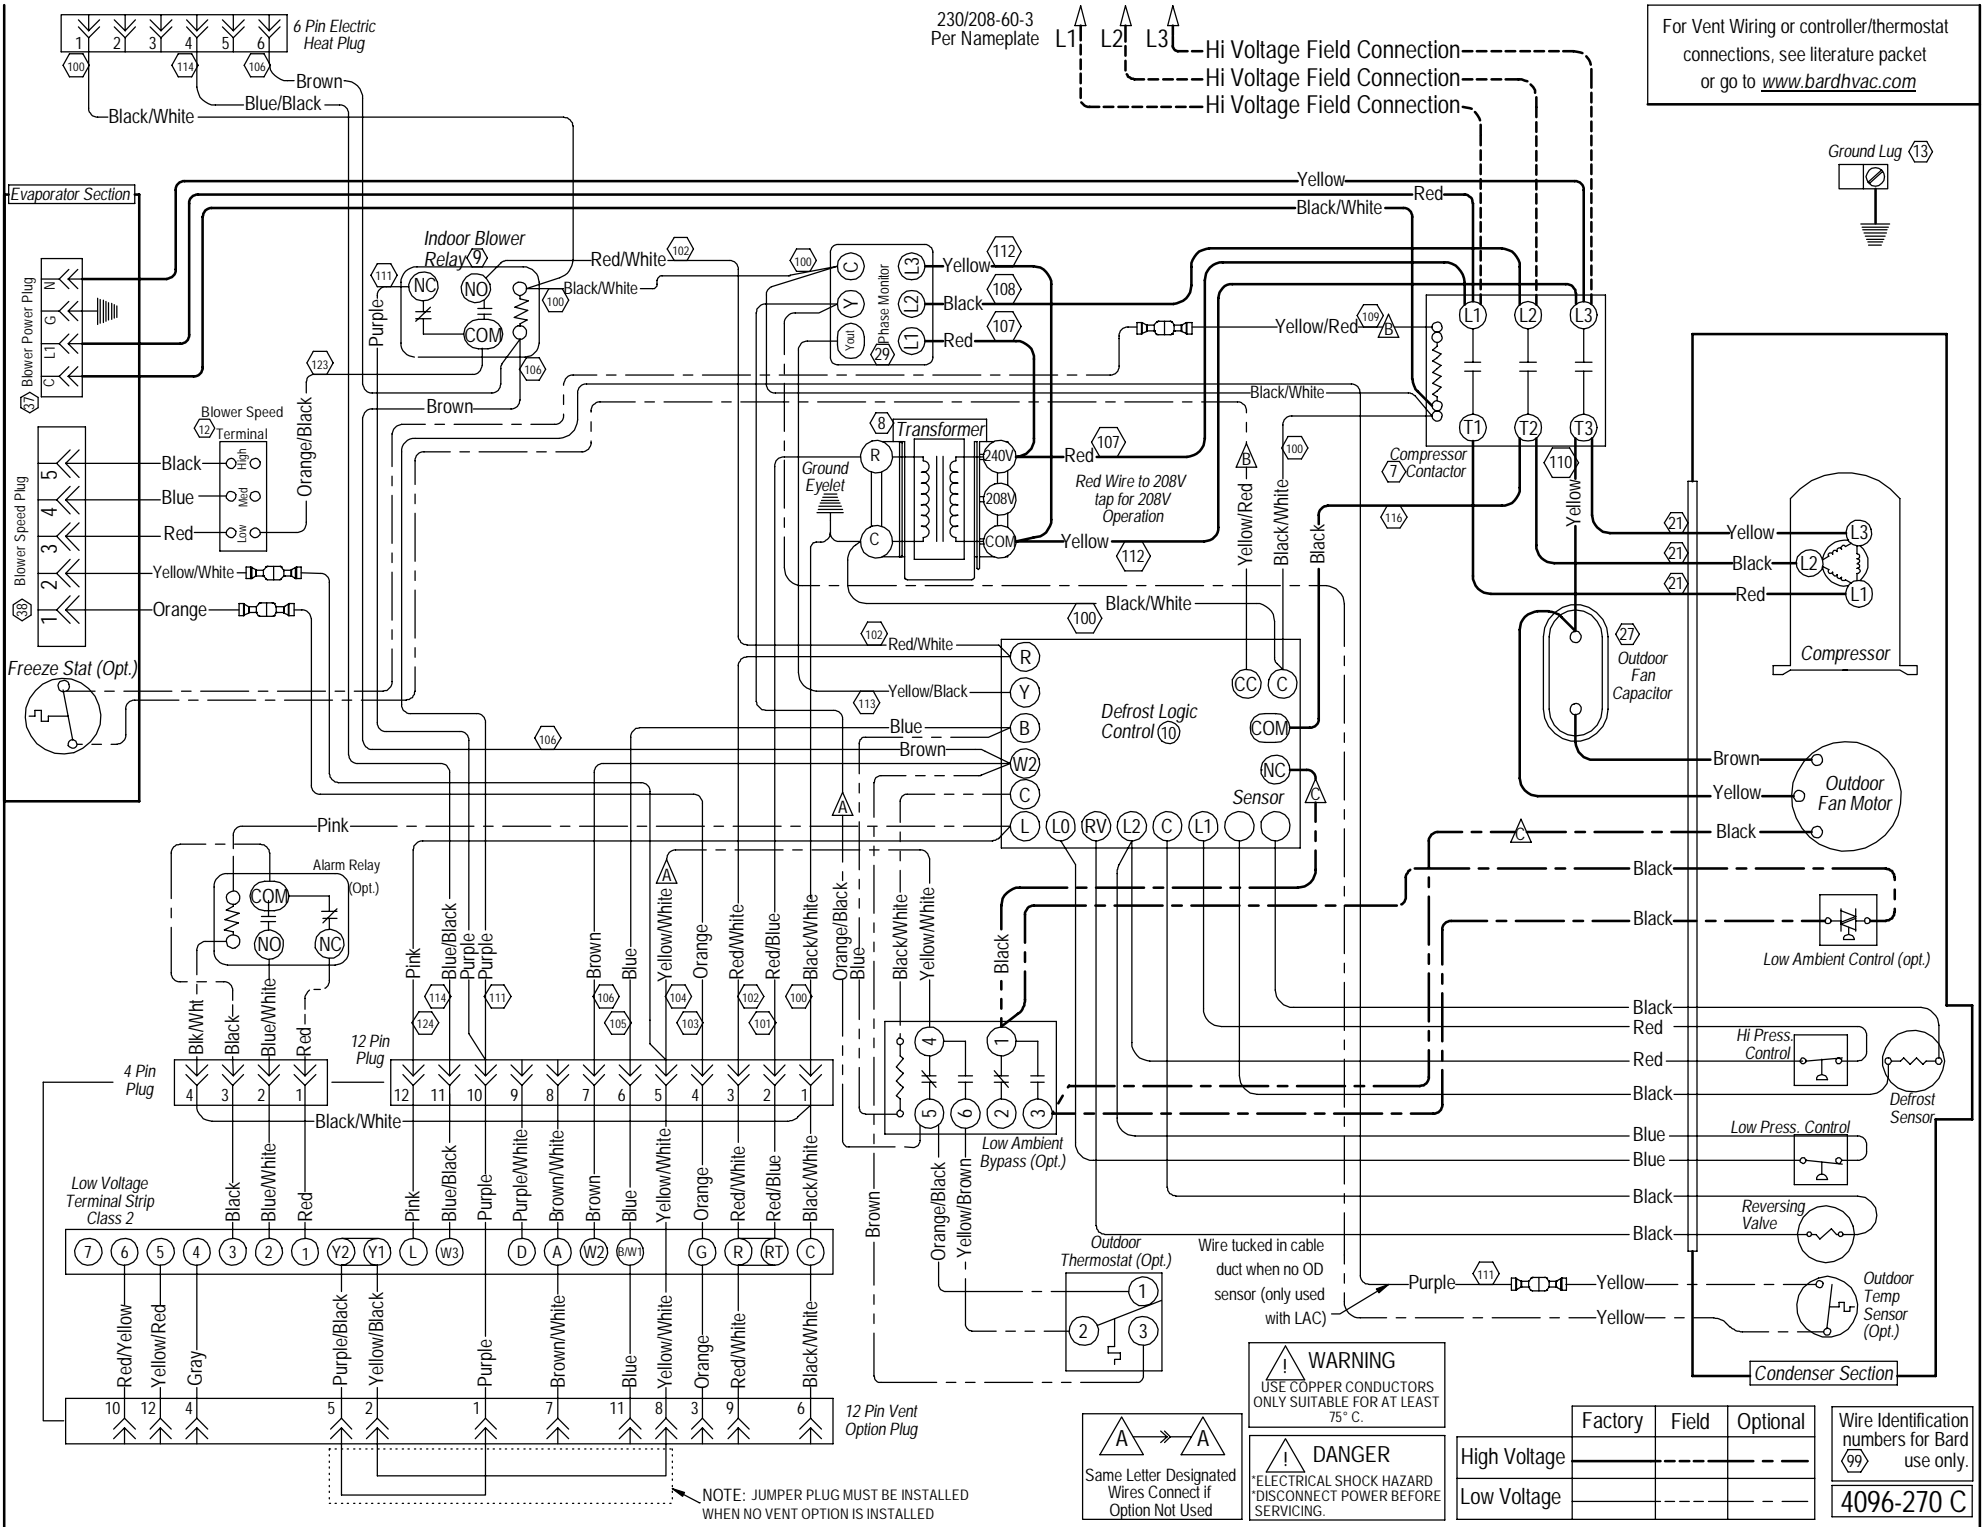 6 Pin Electric
Heat Plug
1 2 3 4 5 6
100 114 106
Brown
Blue/Black
Black/White
230/208-60-3
Per Nameplate
L1 L2 L3
Hi Voltage Field Connection
Hi Voltage Field Connection
Hi Voltage Field Connection
For Vent Wiring or controller/thermostat
connections, see literature packet
or go to www.bardhvac.com
Ground Lug 13
Evaporator Section
Yellow
Red
Black/White
Blower Power Plug
N
G
L1
C
37
Indoor Blower
Relay 9
NC NO COM
111
Purple
Red/White 102
Black/White 100
100
106
123
Brown
Orange/Black
Phase Monitor
C Y Yout
L3 L2 L1
29
Yellow 112
Black 108
Red 107
Yellow/Red 109 B
Black/White
L1 L2 L3
T1 T2 T3
Compressor
7 Contactor
110
Yellow
Blower Speed
12 Terminal
High
Med
Low
Blower Speed Plug
5
4
3
2
1
38
Black
Blue
Red
Yellow/White
Orange
8 Transformer
R
C
240V
208V
COM
Ground
Eyelet
Red 107
Red Wire to 208V
tap for 208V
Operation
Yellow 112
B
Yellow/Red
100
Black/White
Black
116
Black/White
100
21 Yellow
21 Black
21 Red
L3
L2
L1
Compressor
27
Outdoor
Fan
Capacitor
Freeze Stat (Opt.)
102 Red/White
Yellow/Black
113
Blue
Brown
106
R
Y
B
W2
C
L L0 RV L2 C L1
CC C
COM
NC
Sensor
Defrost Logic
Control 10
C
A
Brown
Yellow
Black
C
Outdoor
Fan Motor
Black
Black
Low Ambient Control (opt.)
Pink
Alarm Relay
(Opt.)
COM
NO NC
Blk/Wht
Black
Blue/White
Red
Pink
Blue/Black
Purple
Purple
Brown
Blue
Yellow/White
A
Orange
Red/White
Red/Blue
Black/White
Orange/Black
Blue
Black/White
Yellow/White
Black
124 114 111 106 105 104 103 102 101 100
4 Pin
Plug
4 3 2 1
12 Pin
Plug
12 11 10 9 8 7 6 5 4 3 2 1
Black/White
4 1
5 6 2 3
Low Ambient
Bypass (Opt.)
Black
Red
Red
Black
Hi Press.
Control
Defrost
Sensor
Blue
Blue
Low Press. Control
Black
Black
Reversing
Valve
Low Voltage
Terminal Strip
Class 2
Black
Blue/White
Red
Pink
Blue/Black
Purple
Purple/White
Brown/White
Brown
Blue
Yellow/White
Orange
Red/White
Red/Blue
Black/White
Brown
Orange/Black
Yellow/Brown
7 6 5 4 3 2 1 Y2 Y1 L W3 D A W2 B/W1 G R RT C
Outdoor
Thermostat (Opt.)
1
2 3
Wire tucked in cable
duct when no OD
sensor (only used
with LAC)
Purple 111 Yellow
Yellow
Outdoor
Temp
Sensor
(Opt.)
Condenser Section
Red/Yellow
Yellow/Red
Gray
Purple/Black
Yellow/Black
Purple
Brown/White
Blue
Yellow/White
Orange
Red/White
Black/White
10 12 4 5 2 1 7 11 8 3 9 6
12 Pin Vent
Option Plug
NOTE: JUMPER PLUG MUST BE INSTALLED
WHEN NO VENT OPTION IS INSTALLED
A A
Same Letter Designated
Wires Connect if
Option Not Used
! WARNING
USE COPPER CONDUCTORS
ONLY SUITABLE FOR AT LEAST
75° C.
! DANGER
*ELECTRICAL SHOCK HAZARD
*DISCONNECT POWER BEFORE
SERVICING.
Factory Field Optional
High Voltage
Low Voltage
Wire Identification
numbers for Bard
99 use only.
4096-270 C